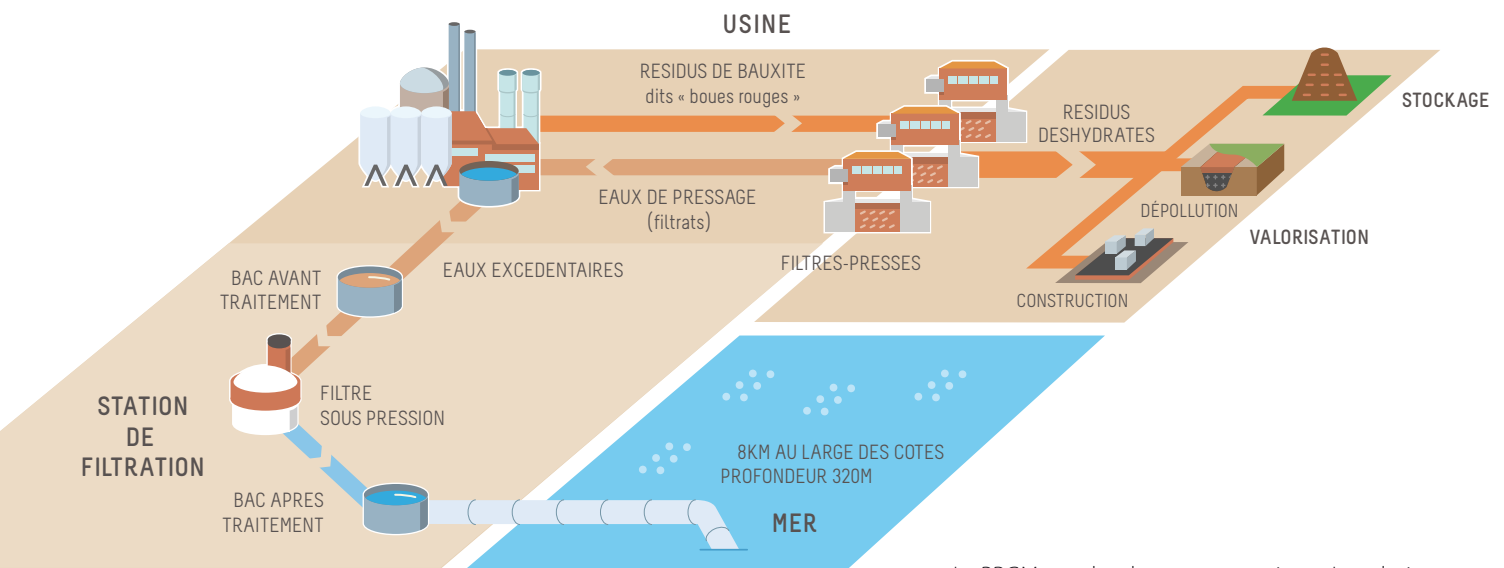 USINE
RESIDUS DE BAUXITE
dits « boues rouges »
STOCKAGE
RESIDUS
DESHYDRATES
EAUX DE PRESSAGE
(filtrats)
DÉPOLLUTION
VALORISATION
FILTRES-PRESSES
EAUX EXCEDENTAIRES
BAC AVANT
TRAITEMENT
CONSTRUCTION
FILTRE
SOUS PRESSION
STATION
DE
FILTRATION
8KM AU LARGE DES COTES
PROFONDEUR 320M
BAC APRES
TRAITEMENT
MER